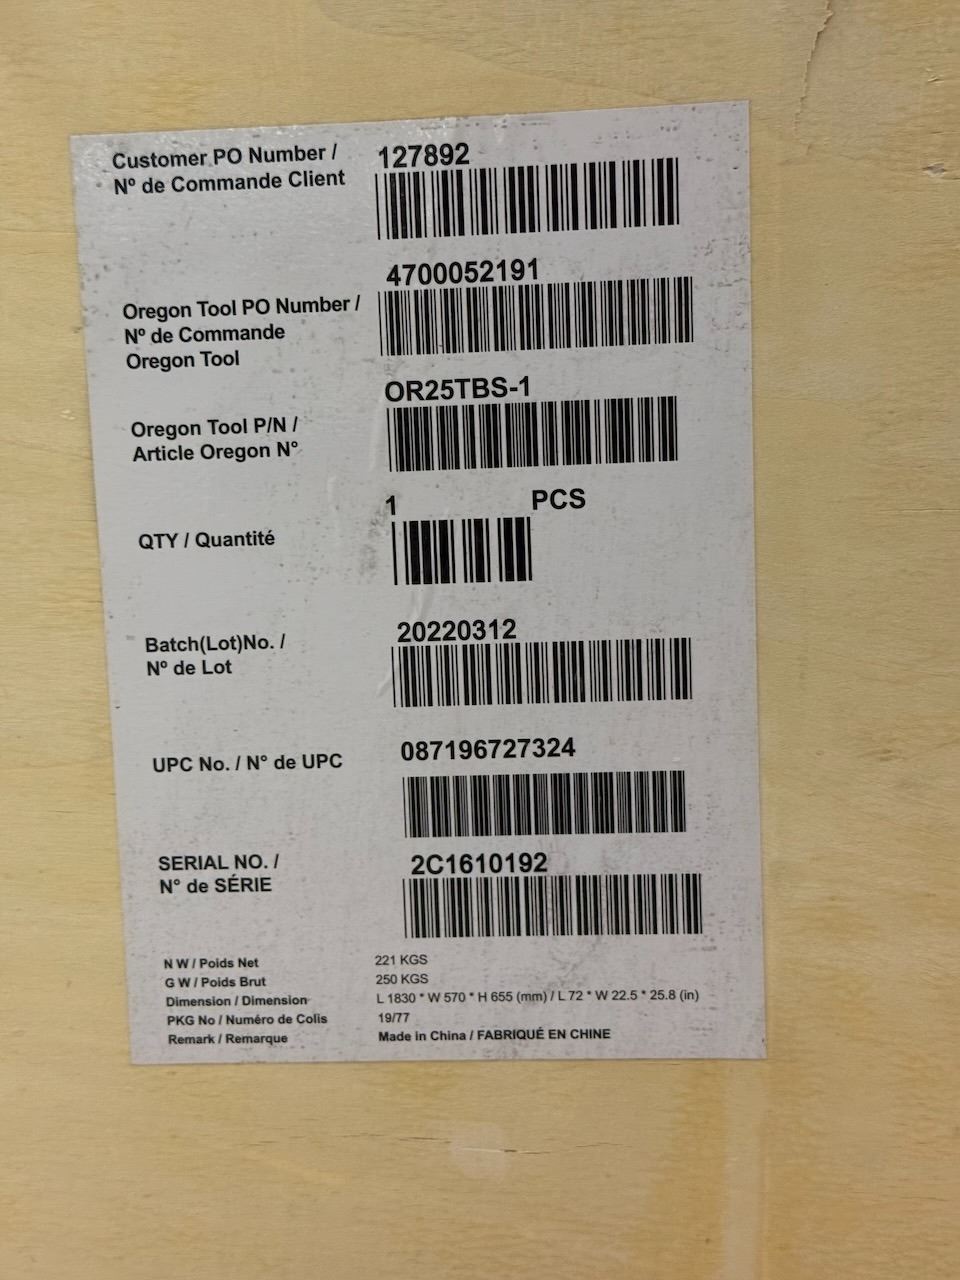 Customer PO Number /
Nº de Commande Client
127892
4700052191
Oregon Tool PO Number /
Nº de Commande
Oregon Tool
OR25TBS-1
Oregon Tool P/N /
Article Oregon N°
1 PCS
QTY / Quantité
20220312
Batch(Lot)No. /
Nº de Lot
087196727324
UPC No. / N° de UPC
2C1610192
SERIAL NO. /
N° de SÉRIE
N W / Poids Net 221 KGS
G W / Poids Brut 250 KGS
Dimension / Dimension L 1830 * W 570 * H 655 (mm) / L 72 * W 22.5 * 25.8 (in)
PKG No / Numéro de Colis 19/77
Remark / Remarque Made in China / FABRIQUÉ EN CHINE